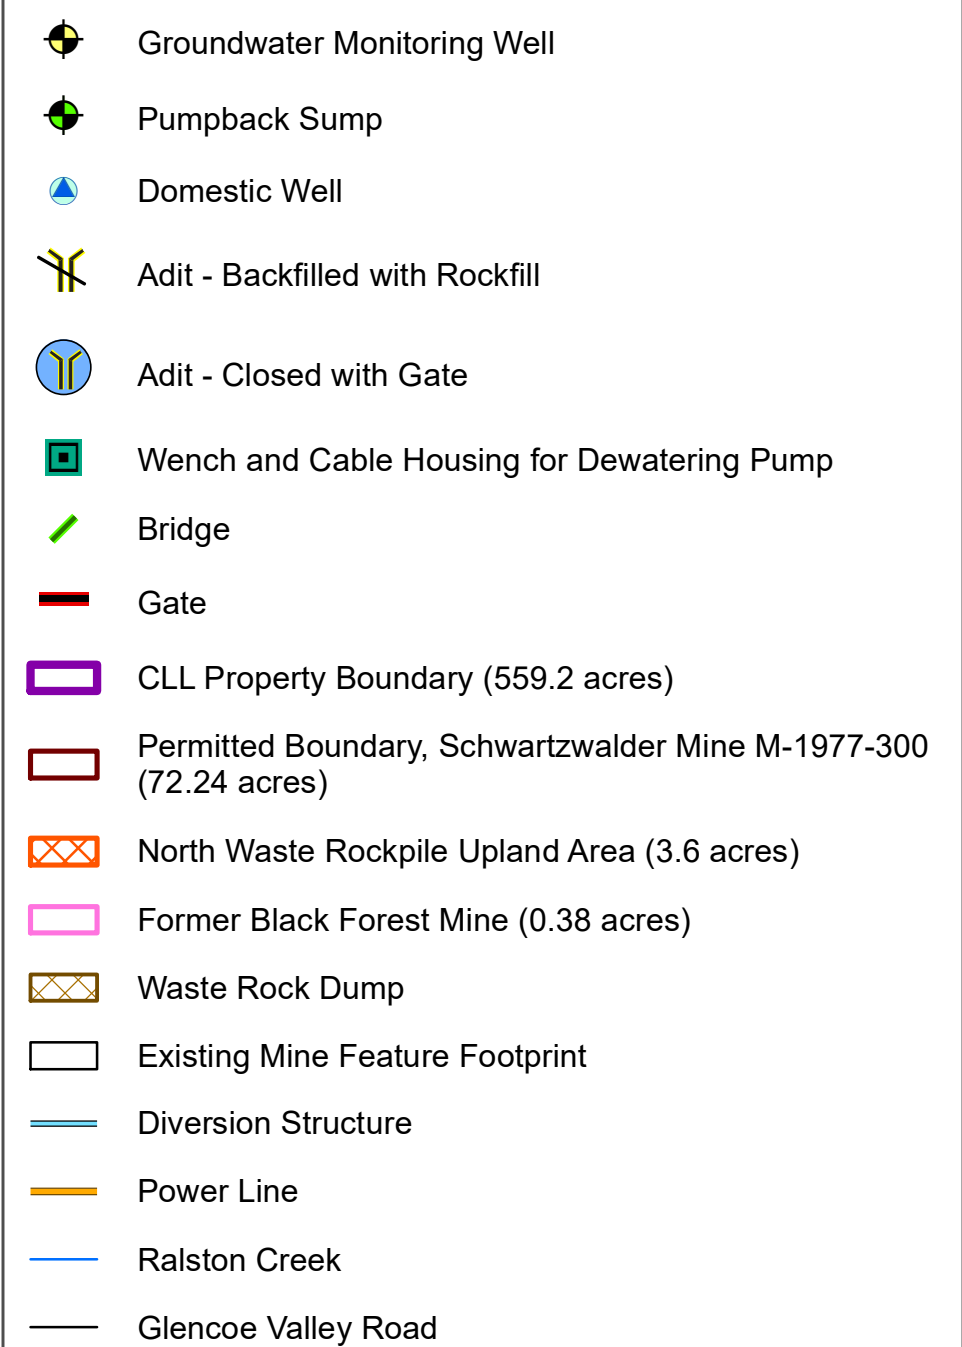 Groundwater Monitoring Well
Pumpback Sump
Domestic Well
Adit - Backfilled with Rockfill
Adit - Closed with Gate
Wench and Cable Housing for Dewatering Pump
Bridge
Gate
CLL Property Boundary (559.2 acres)
Permitted Boundary, Schwartzwalder Mine M-1977-300
(72.24 acres)
North Waste Rockpile Upland Area (3.6 acres)
Former Black Forest Mine (0.38 acres)
Waste Rock Dump
Existing Mine Feature Footprint
Diversion Structure
Power Line
Ralston Creek
Glencoe Valley Road